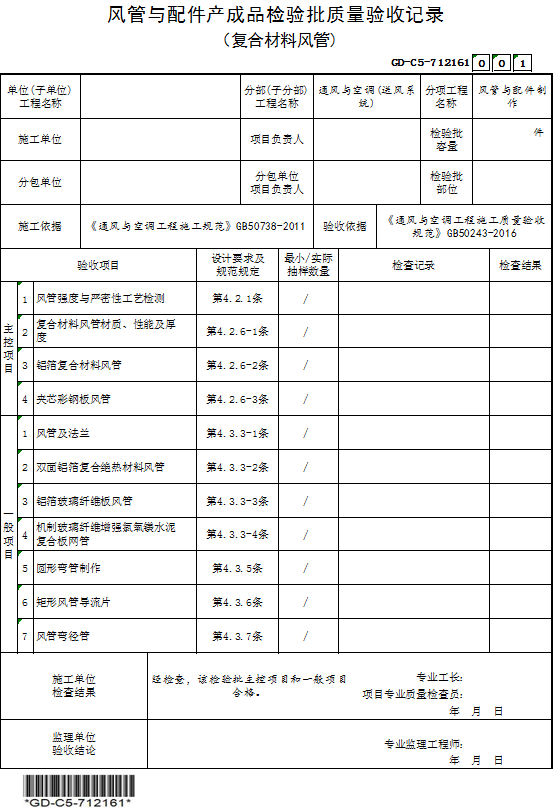 风管与配件产成品检验批质量验收记录
（复合材料风管）
GD-C5-712161 0 0 1
单位(子单位)
工程名称
分部(子分部)
工程名称
通风与空调(送风系
统)
分项工程
名称
风管与配件制
作
施工单位
项目负责人
检验批
容量
件
分包单位
分包单位
项目负责人
检验批
部位
施工依据
《通风与空调工程施工规范》GB50738-2011
验收依据
《通风与空调工程施工质量验收
规范》GB50243-2016
验收项目
设计要求及
规范规定
最小/实际
抽样数量
检查记录
检查结果
主控项目
1 风管强度与严密性工艺检测 第4.2.1条 /
2 复合材料风管材质、性能及厚
度 第4.2.6-1条 /
3 铝箔复合材料风管 第4.2.6-2条 /
4 夹芯彩钢板风管 第4.2.6-3条 /
一般项目
1 风管及法兰 第4.3.3-1条 /
2 双面铝箔复合绝热材料风管 第4.3.3-2条 /
3 铝箔玻璃纤维板风管 第4.3.3-3条 /
4 机制玻璃纤维增强氯氧镁水泥
复合板网管 第4.3.3-4条 /
5 圆形弯管制作 第4.3.5条 /
6 矩形风管导流片 第4.3.6条 /
7 风管弯径管 第4.3.7条 /
施工单位
检查结果
经检查，该检验批主控项目和一般项目
合格。
专业工长：
项目专业质量检查员：
年 月 日
监理单位
验收结论
专业监理工程师：
年 月 日
*GD-C5-712161*